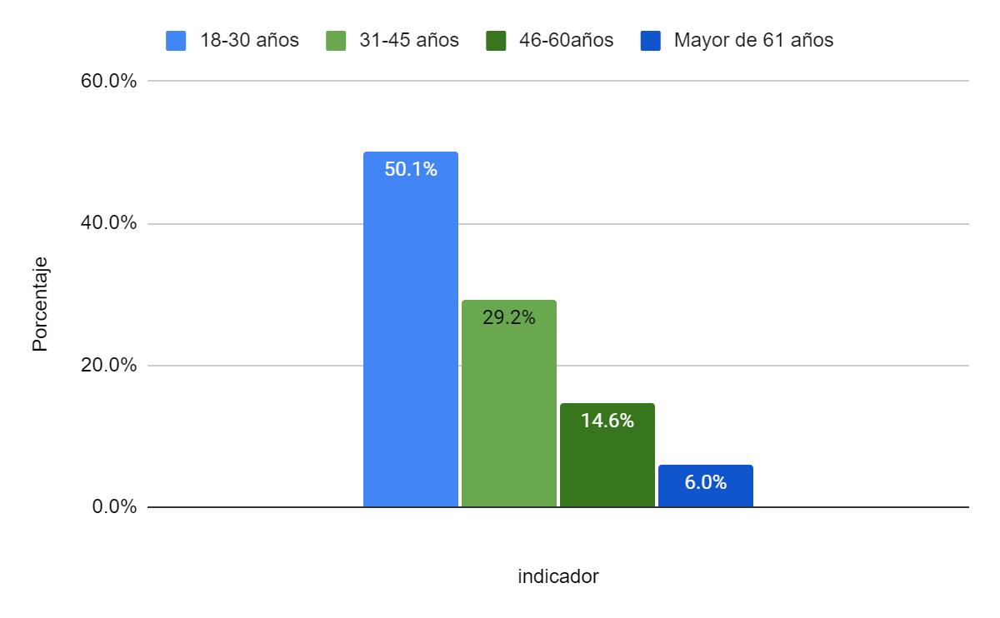 18-30 años 31-45 años 46-60años Mayor de 61 años
60.0%
50.1%
40.0%
29.2%
20.0%
14.6%
6.0%
0.0%
Porcentaje
indicador